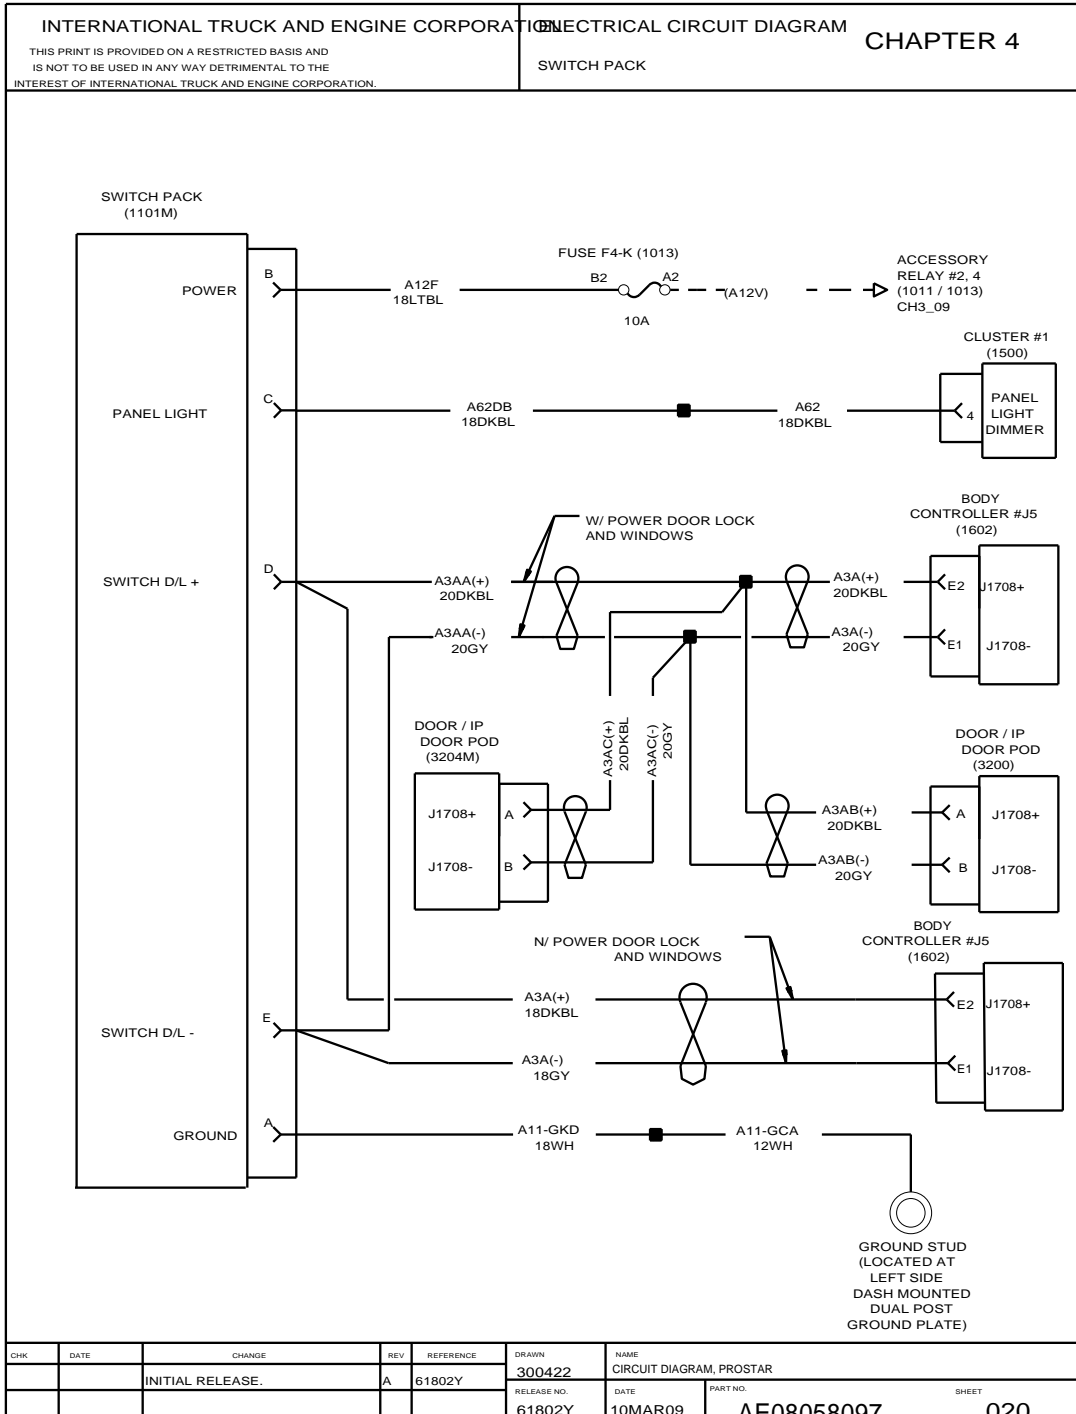 INTERNATIONAL TRUCK AND ENGINE CORPORATION
THIS PRINT IS PROVIDED ON A RESTRICTED BASIS AND
IS NOT TO BE USED IN ANY WAY DETRIMENTAL TO THE
INTEREST OF INTERNATIONAL TRUCK AND ENGINE CORPORATION.
ELECTRICAL CIRCUIT DIAGRAM
SWITCH PACK
CHAPTER 4
SWITCH PACK
(1101M)
POWER
B
A12F
18LTBL
FUSE F4-K (1013)
B2
A2
10A
(A12V)
ACCESSORY
RELAY #2, 4
(1011 / 1013)
CH3_09
CLUSTER #1
(1500)
PANEL LIGHT
C
A62DB
18DKBL
A62
18DKBL
4
PANEL
LIGHT
DIMMER
W/ POWER DOOR LOCK
AND WINDOWS
BODY
CONTROLLER #J5
(1602)
SWITCH D/L +
D
A3AA(+)
20DKBL
A3A(+)
20DKBL
E2
J1708+
A3AA(-)
20GY
A3A(-)
20GY
E1
J1708-
A3AC(+)
20DKBL
A3AC(-)
20GY
DOOR / IP
DOOR POD
(3204M)
J1708+
A
J1708-
B
DOOR / IP
DOOR POD
(3200)
A3AB(+)
20DKBL
A
J1708+
A3AB(-)
20GY
B
J1708-
N/ POWER DOOR LOCK
AND WINDOWS
BODY
CONTROLLER #J5
(1602)
A3A(+)
18DKBL
E2
J1708+
SWITCH D/L -
E
A3A(-)
18GY
E1
J1708-
GROUND
A
A11-GKD
18WH
A11-GCA
12WH
GROUND STUD
(LOCATED AT
LEFT SIDE
DASH MOUNTED
DUAL POST
GROUND PLATE)
CHK DATE CHANGE REV REFERENCE
INITIAL RELEASE. A 61802Y
DRAWN
300422
NAME
CIRCUIT DIAGRAM, PROSTAR
RELEASE NO.
61802Y
DATE
10MAR09
PART NO.
AE08058097
SHEET
020